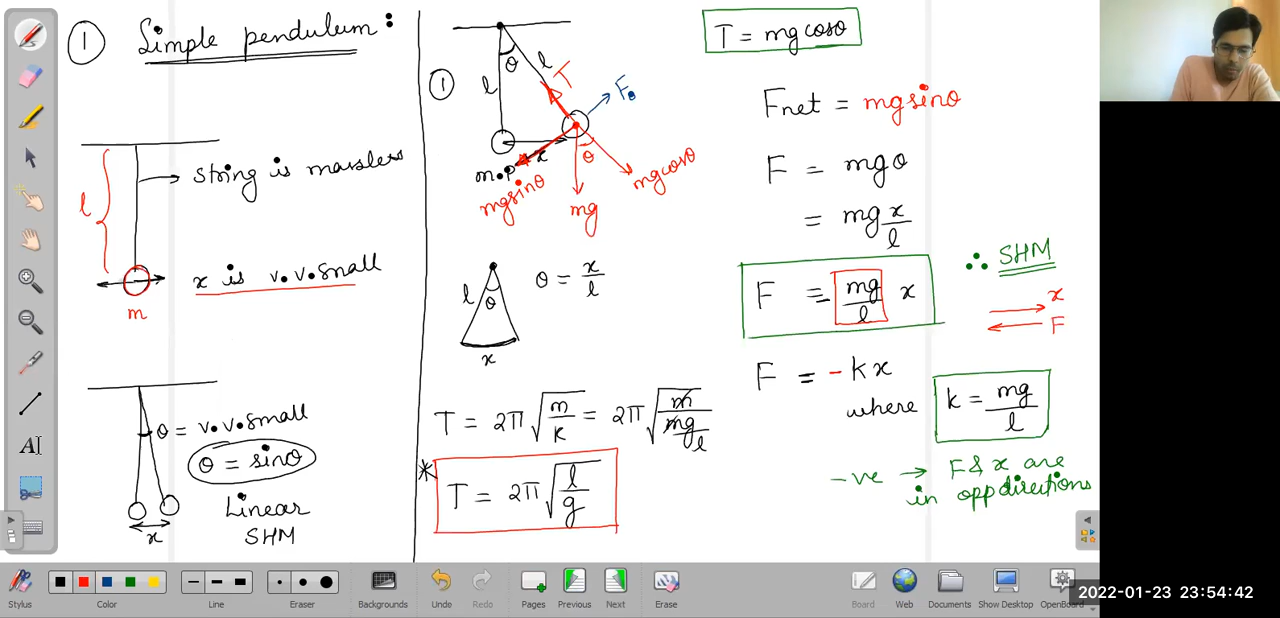 ① Simple pendulum:
l
string is massless
x is v.v.small
m
θ = v.v.small
θ = sinθ
Linear
SHM
x
①
θ
l
l
T
F
x
m.p
θ
mgsinθ
mgcosθ
mg
l
θ
x
θ = x/l
T = 2π√(m/k) = 2π√(m/(mg/l))
* T = 2π√(l/g)
T = mgcosθ
Fnet = mgsinθ
F = mgθ
= mg x/l
∴ SHM
F = mg/l x
x
F
F = -kx
where
k = mg/l
-ve → F & x are
in opp directions
Stylus
Color
Line
Eraser
Backgrounds
Undo
Redo
Pages
Previous
Next
Erase
Board
Web
Documents
Show Desktop
OpenBoard
2022-01-23 23:54:42